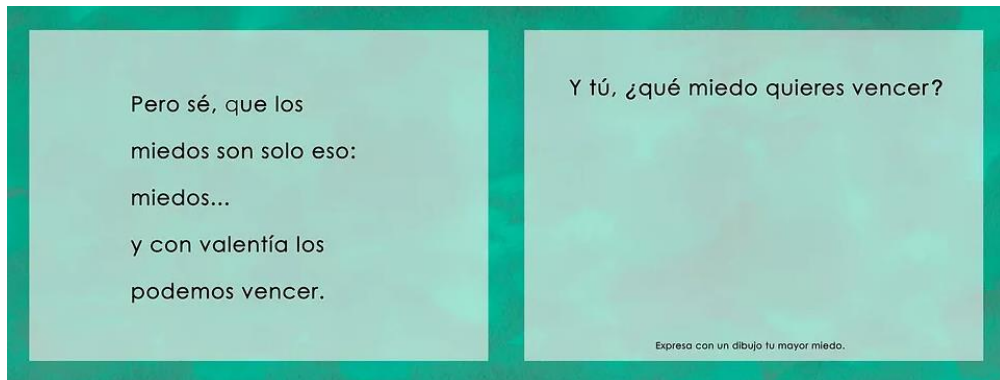 Pero sé, que los
miedos son solo eso:
miedos...
y con valentía los
podemos vencer.
Y tú, ¿qué miedo quieres vencer?
Expresa con un dibujo tu mayor miedo.